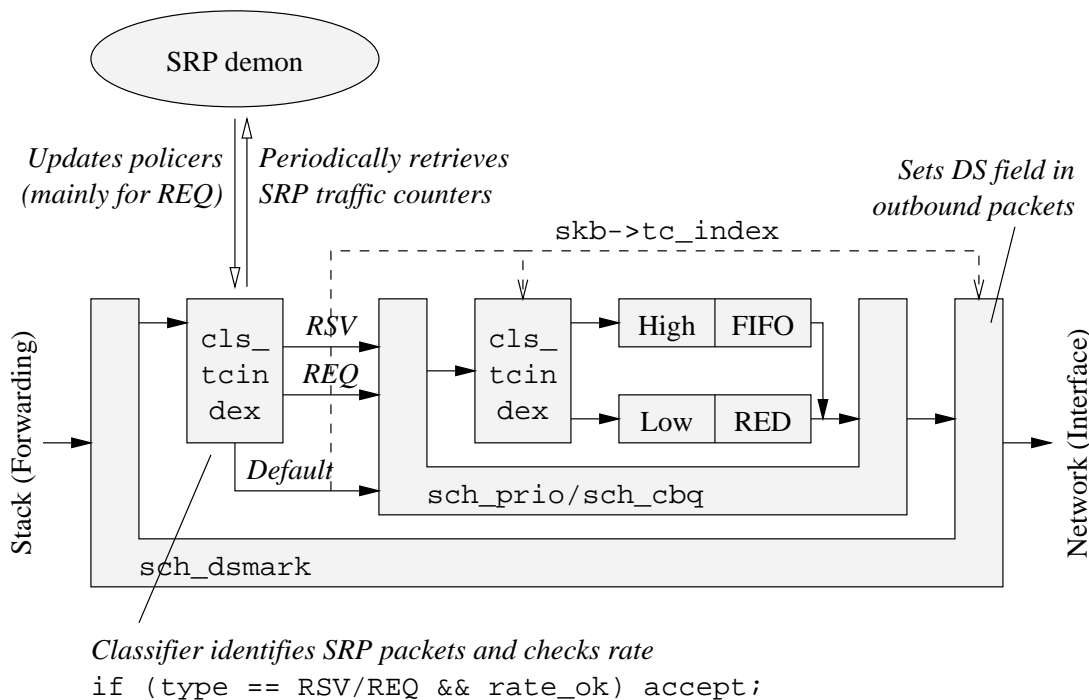 SRP demon
Updates policers
(mainly for REQ)
Periodically retrieves
SRP traffic counters
Sets DS field in
outbound packets
skb->tc_index
Stack (Forwarding)
cls_
tcin
dex
RSV
REQ
Default
cls_
tcin
dex
High
FIFO
Low
RED
sch_prio/sch_cbq
sch_dsmark
Network (Interface)
Classifier identifies SRP packets and checks rate
if (type == RSV/REQ && rate_ok) accept;